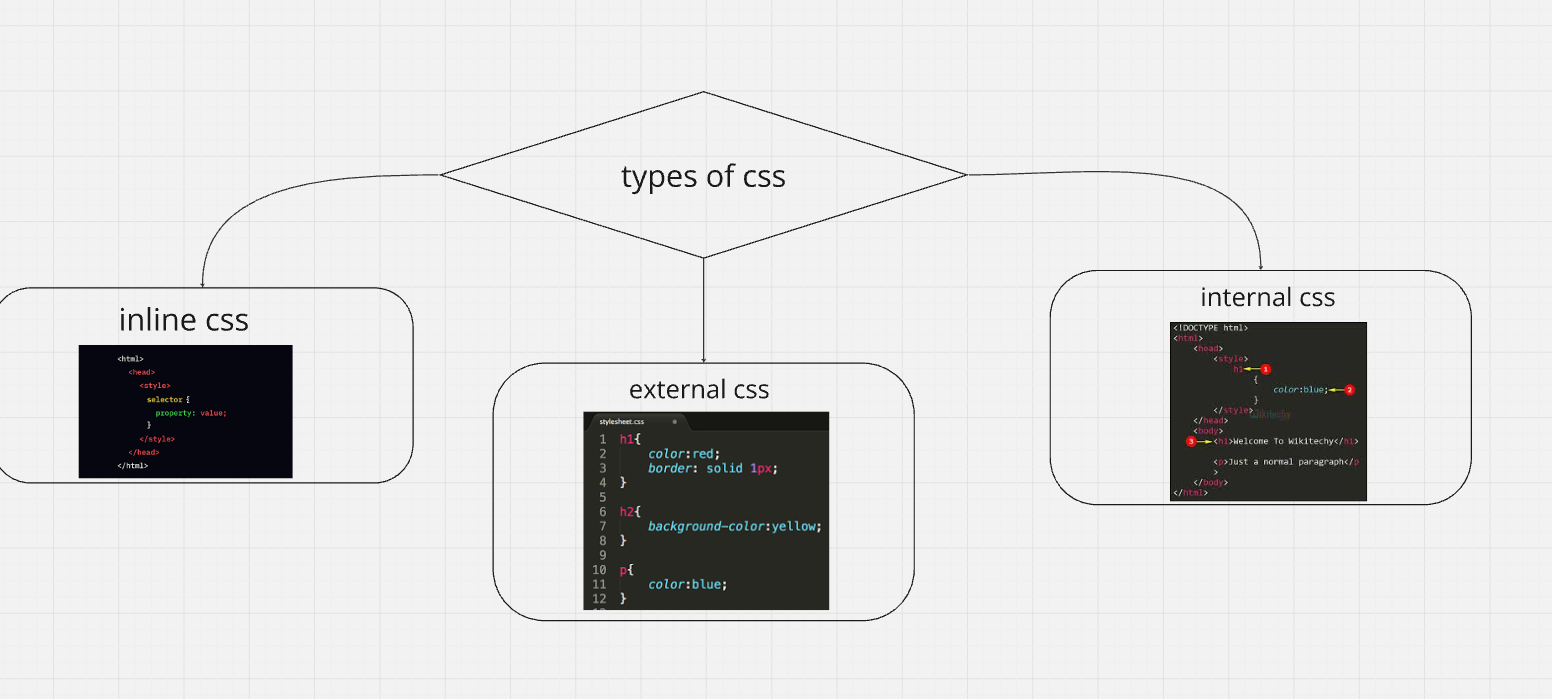 types of css
inline css
<html>
<head>
<style>
selector {
property: value;
}
</style>
</head>
</html>
external css
stylesheet.css
1 h1{
2 color:red;
3 border: solid 1px;
4 }
5
6 h2{
7 background-color:yellow;
8 }
9
10 p{
11 color:blue;
12 }
internal css
<!DOCTYPE html>
<html>
<head>
<style>
h1 1
{
color:blue; 2
}
</style>
Wikitechy
</head>
<body>
3 <h1>Welcome To Wikitechy</h1>
<p>Just a normal paragraph</p
>
</body>
</html>